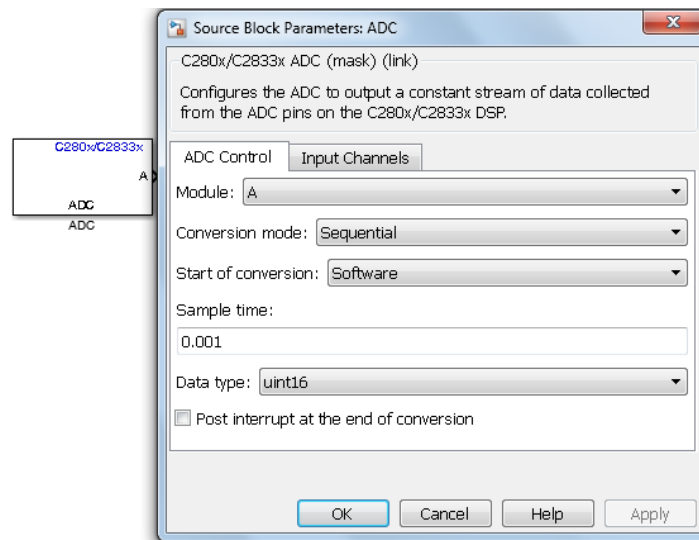 Source Block Parameters: ADC
C280x/C2833x ADC (mask) (link)
Configures the ADC to output a constant stream of data collected
from the ADC pins on the C280x/C2833x DSP.
C280x/C2833x
A
ADC
ADC
ADC Control
Input Channels
Module: A
Conversion mode: Sequential
Start of conversion: Software
Sample time:
0.001
Data type: uint16
Post interrupt at the end of conversion
OK
Cancel
Help
Apply